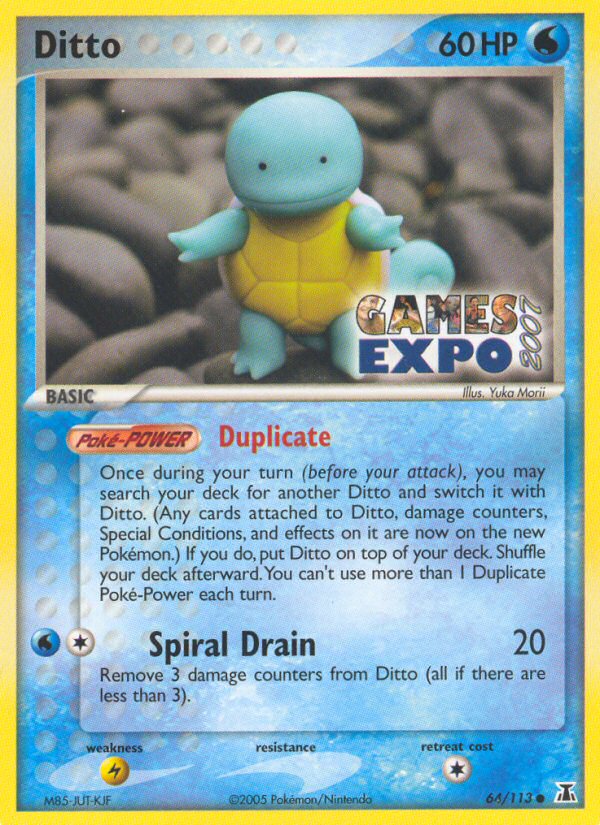 Ditto 60 HP
GAMES
EXPO 2007
BASIC
Illus. Yuka Morii
Poké-POWER Duplicate
Once during your turn (before your attack), you may
search your deck for another Ditto and switch it with
Ditto. (Any cards attached to Ditto, damage counters,
Special Conditions, and effects on it are now on the new
Pokémon.) If you do, put Ditto on top of your deck. Shuffle
your deck afterward. You can't use more than 1 Duplicate
Poké-Power each turn.
Spiral Drain 20
Remove 3 damage counters from Ditto (all if there are
less than 3).
weakness resistance retreat cost
M85-JUT-KJF ©2005 Pokémon/Nintendo 64/113